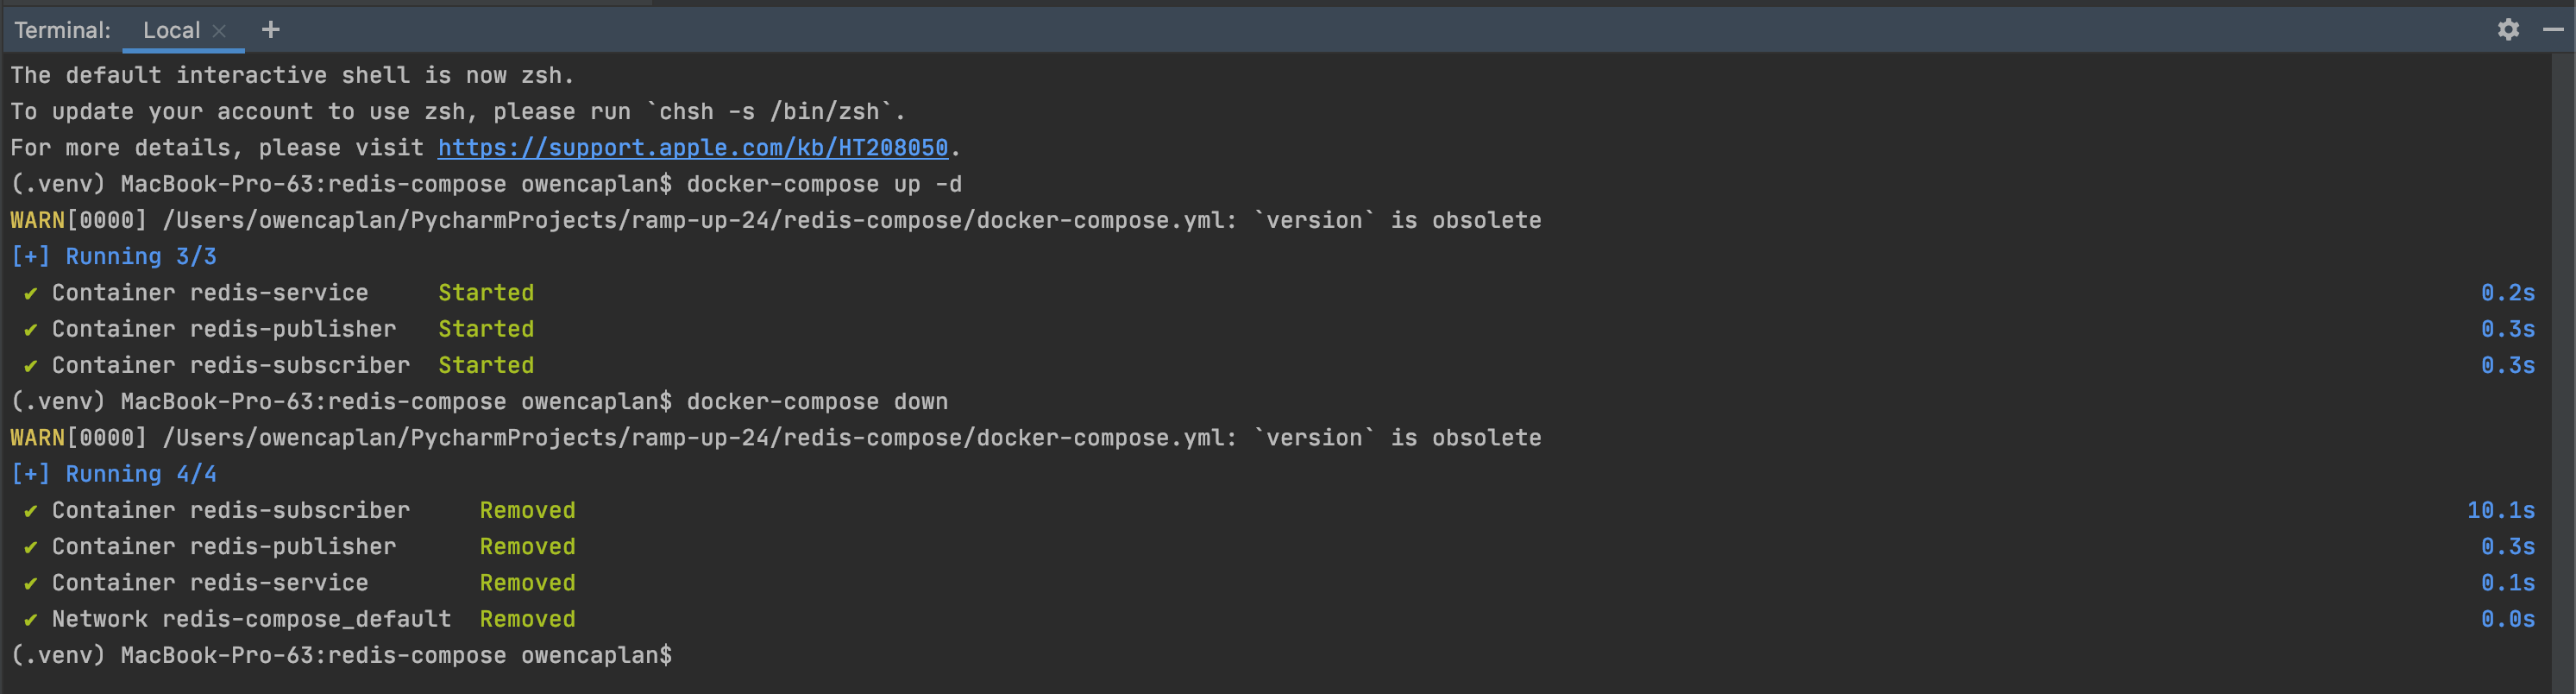 Terminal: Local × +
The default interactive shell is now zsh.
To update your account to use zsh, please run `chsh -s /bin/zsh`.
For more details, please visit https://support.apple.com/kb/HT208050.
(.venv) MacBook-Pro-63:redis-compose owencaplan$ docker-compose up -d
WARN[0000] /Users/owencaplan/PycharmProjects/ramp-up-24/redis-compose/docker-compose.yml: `version` is obsolete
[+] Running 3/3
✔ Container redis-service Started 0.2s
✔ Container redis-publisher Started 0.3s
✔ Container redis-subscriber Started 0.3s
(.venv) MacBook-Pro-63:redis-compose owencaplan$ docker-compose down
WARN[0000] /Users/owencaplan/PycharmProjects/ramp-up-24/redis-compose/docker-compose.yml: `version` is obsolete
[+] Running 4/4
✔ Container redis-subscriber Removed 10.1s
✔ Container redis-publisher Removed 0.3s
✔ Container redis-service Removed 0.1s
✔ Network redis-compose_default Removed 0.0s
(.venv) MacBook-Pro-63:redis-compose owencaplan$